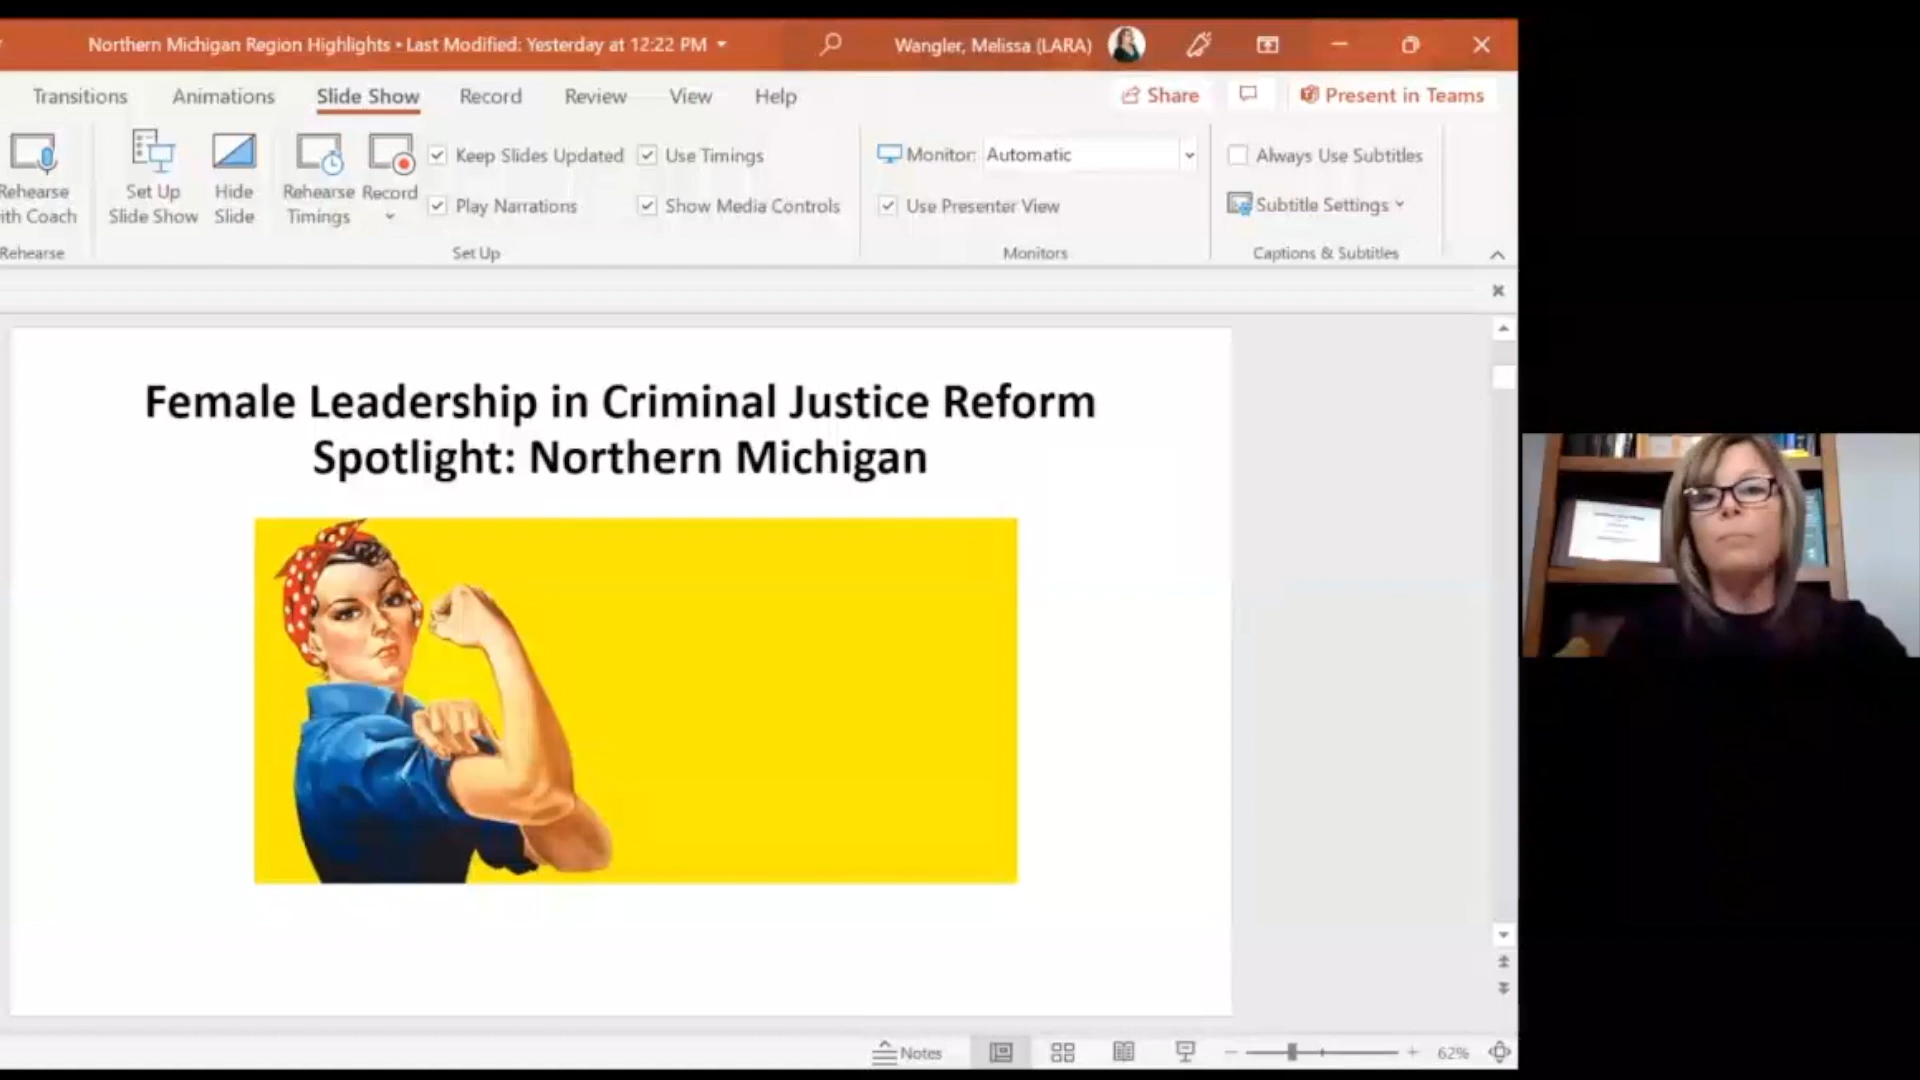 Northern Michigan Region Highlights • Last Modified: Yesterday at 12:22 PM
Wangler, Melissa (LARA)
Transitions Animations Slide Show Record Review View Help
Share
Present in Teams
Rehearse
Coach
Rehearse
Set Up
Slide Show
Hide
Slide
Rehearse
Timings
Record
Keep Slides Updated
Use Timings
Play Narrations
Show Media Controls
Set Up
Monitor: Automatic
Use Presenter View
Monitors
Always Use Subtitles
Subtitle Settings
Captions & Subtitles
Female Leadership in Criminal Justice Reform
Spotlight: Northern Michigan
Notes
62%